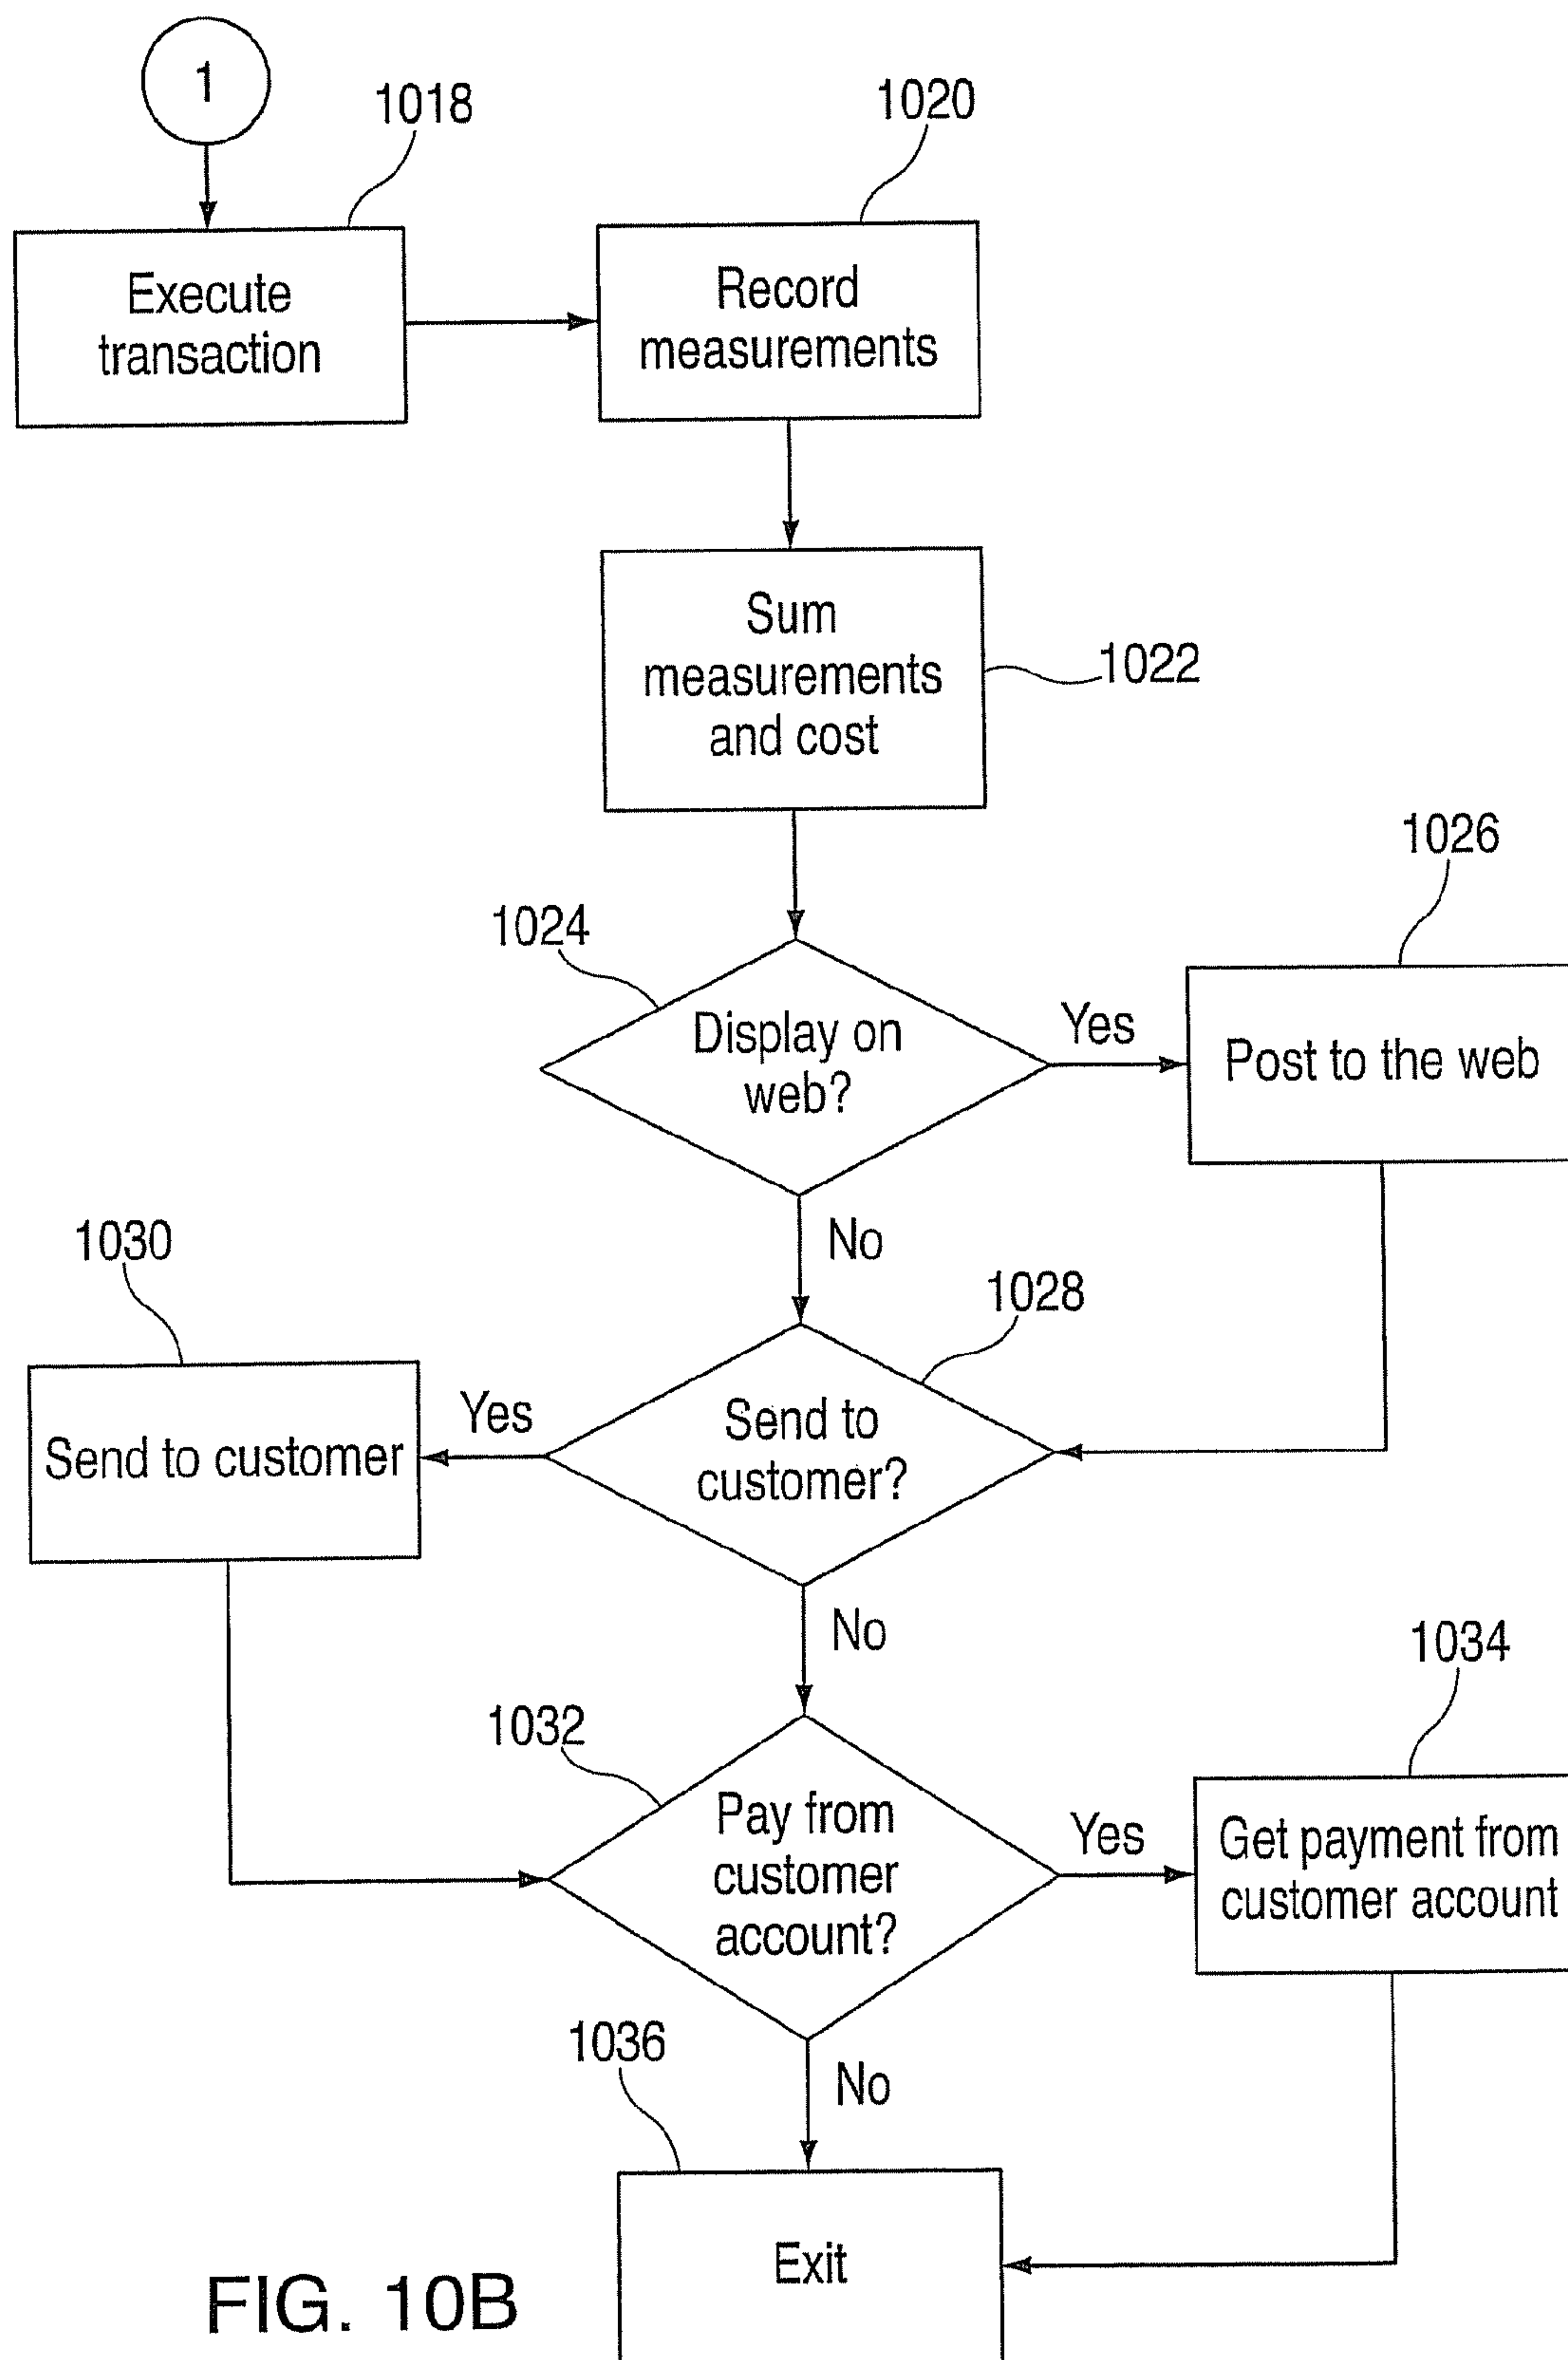 1
1018
1020
Execute
transaction
Record
measurements
Sum
measurements
and cost
1022
1026
1024
Display on
web?
Yes
Post to the web
No
1030
1028
Send to customer
Yes
Send to
customer?
No
1034
1032
Pay from
customer
account?
Yes
Get payment from
customer account
1036
No
Exit
FIG. 10B